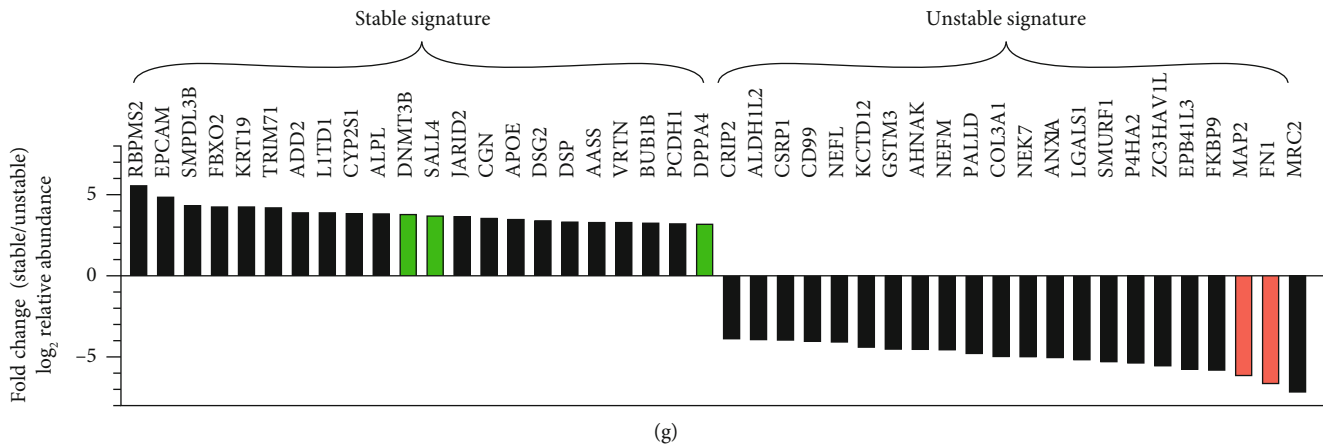 Stable signature
Unstable signature
RBPMS2
EPCAM
SMPDL3B
FBXO2
KRT19
TRIM71
ADD2
LITD1
CYP2S1
ALPL
DNMT3B
SALL4
JARID2
CGN
APOE
DSG2
DSP
AASS
VRTN
BUB1B
PCDH1
DPPA4
CRIP2
ALDH1L2
CSRP1
CD99
NEFL
KCTD12
GSTM3
AHNAK
NEFM
PALLD
COL3A1
NEK7
ANXIA
LGALS1
SMURF1
P4HA2
ZC3HAV1L
EPB41L3
FKBP9
MAP2
FN1
MRC2
5
0
−5
Fold change (stable/unstable)
log2 relative abundance
(g)